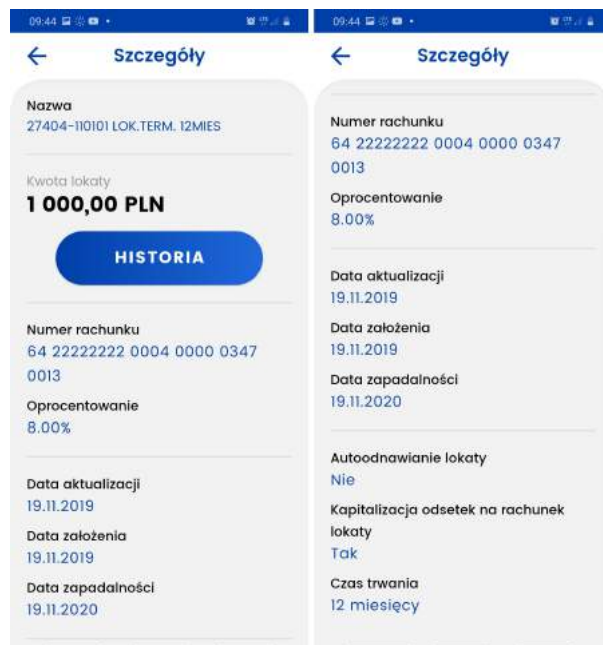 09:44
Szczegóły
Nazwa
27404-110101 LOK.TERM. 12MIES
Kwota lokaty
1 000,00 PLN
HISTORIA
Numer rachunku
64 22222222 0004 0000 0347
0013
Oprocentowanie
8.00%
Data aktualizacji
19.11.2019
Data założenia
19.11.2019
Data zapadalności
19.11.2020
09:44
Szczegóły
Numer rachunku
64 22222222 0004 0000 0347
0013
Oprocentowanie
8.00%
Data aktualizacji
19.11.2019
Data założenia
19.11.2019
Data zapadalności
19.11.2020
Autoodnawianie lokaty
Nie
Kapitalizacja odsetek na rachunek
lokaty
Tak
Czas trwania
12 miesięcy